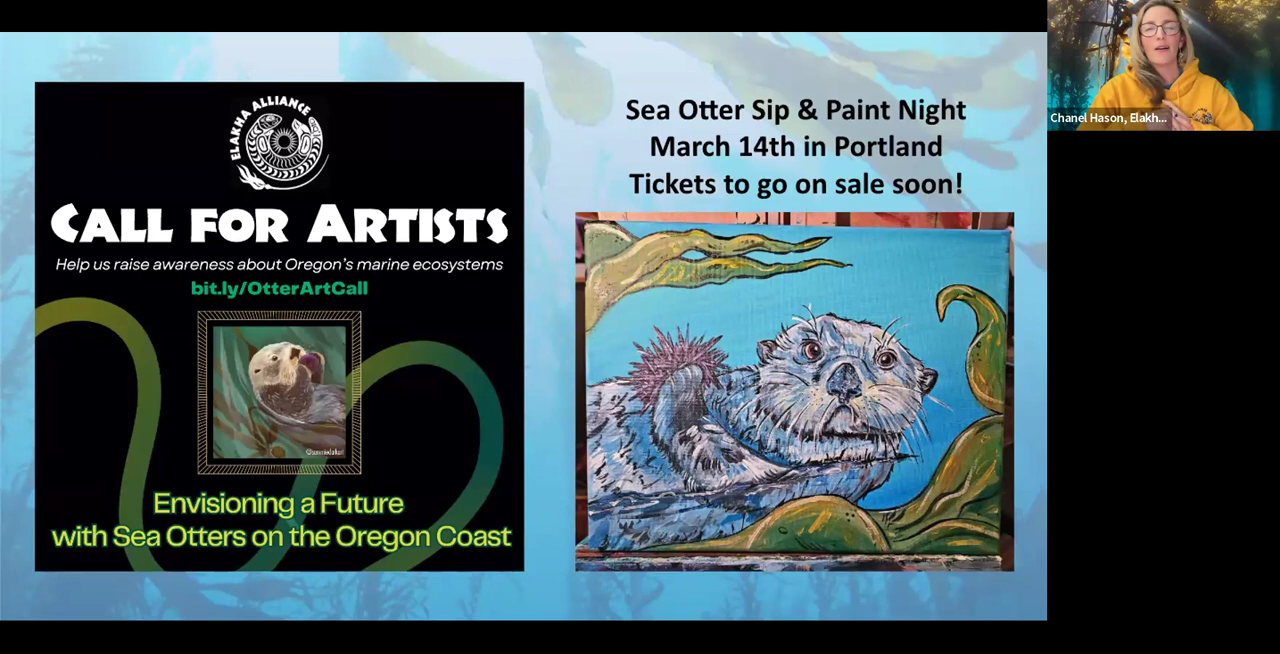 ELAKHA ALLIANCE
CALL FOR ARTISTS
Help us raise awareness about Oregon's marine ecosystems
bit.ly/OtterArtCall
Envisioning a Future
with Sea Otters on the Oregon Coast
Sea Otter Sip & Paint Night
March 14th in Portland
Tickets to go on sale soon!
Chanel Hason, Elakh...